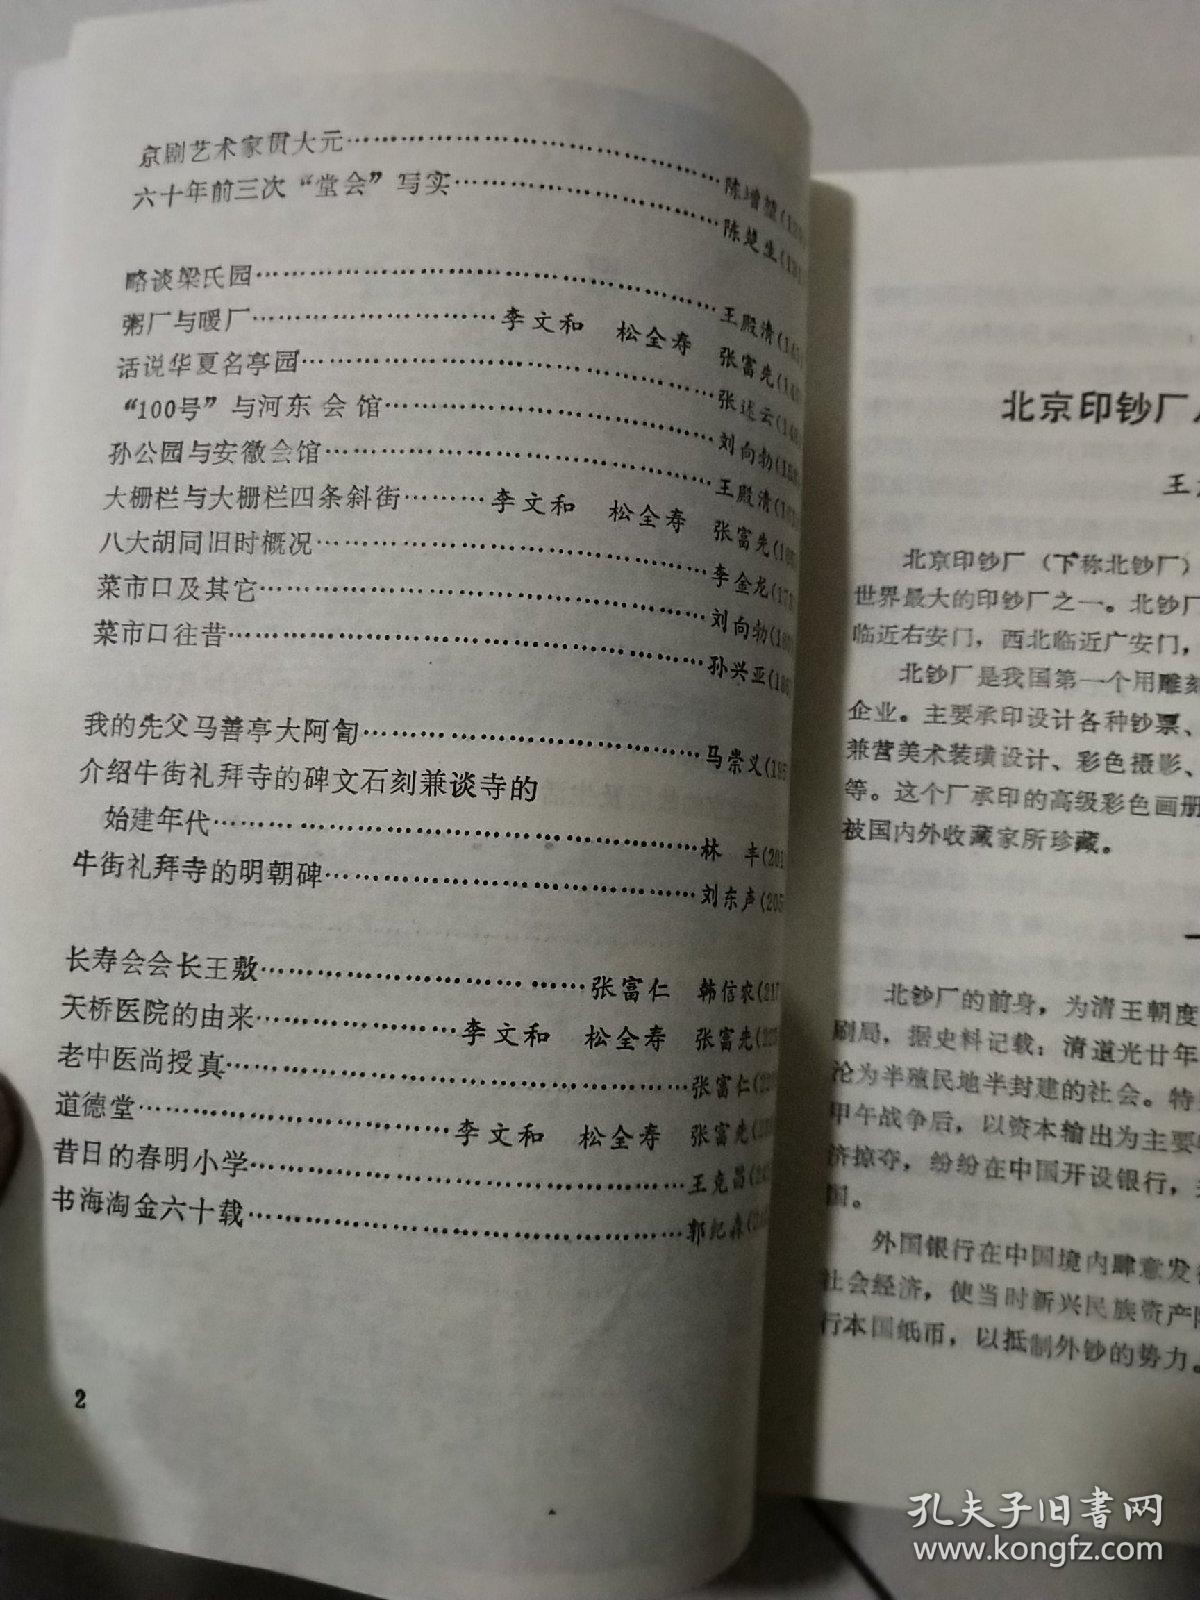 京剧艺术家贯大元……………………………………陈增堃
六十年前三次“堂会”写实……………………陈楚生(131
略谈梁氏园……………………………………王殿清(143
粥厂与暖厂……………………李文和 松全寿 张富先
话说华夏名亭园……………………………………张述云
“100号”与河东会馆……………………………刘向勃
孙公园与安徽会馆……………………………………王殿清
大栅栏与大栅栏四条斜街………李文和 松全寿 张富先
八大胡同旧时概况……………………………………李金龙
菜市口及其它……………………………………刘向勃
菜市口往昔……………………………………孙兴亚(186
我的先父马善亭大阿訇……………………………马崇义(195
介绍牛街礼拜寺的碑文石刻兼谈寺的
始建年代……………………………………林 丰(201
牛街礼拜寺的明朝碑……………………………刘东声(205
长寿会会长王敷……………………………张富仁 韩信农(217
天桥医院的由来………………李文和 松全寿 张富先
老中医尚授真……………………………………张富仁
道德堂……………………………李文和 松全寿 张富先
昔日的春明小学……………………………………王克昌
书海淘金六十载……………………………………郭纪森
2
北京印钞厂
王
北京印钞厂（下称北钞厂）
世界最大的印钞厂之一。北钞厂
临近右安门，西北临近广安门，
北钞厂是我国第一个用雕刻
企业。主要承印设计各种钞票、
兼营美术装璜设计、彩色摄影、
等。这个厂承印的高级彩色画册
被国内外收藏家所珍藏。
一
北钞厂的前身，为清王朝度
刷局，据史料记载：清道光廿年
沦为半殖民地半封建的社会。特
甲午战争后，以资本输出为主要
济掠夺，纷纷在中国开设银行，
国。
外国银行在中国境内肆意发
社会经济，使当时新兴民族资产
行本国纸币，以抵制外钞的势力。
孔夫子旧书网
www.kongfz.com